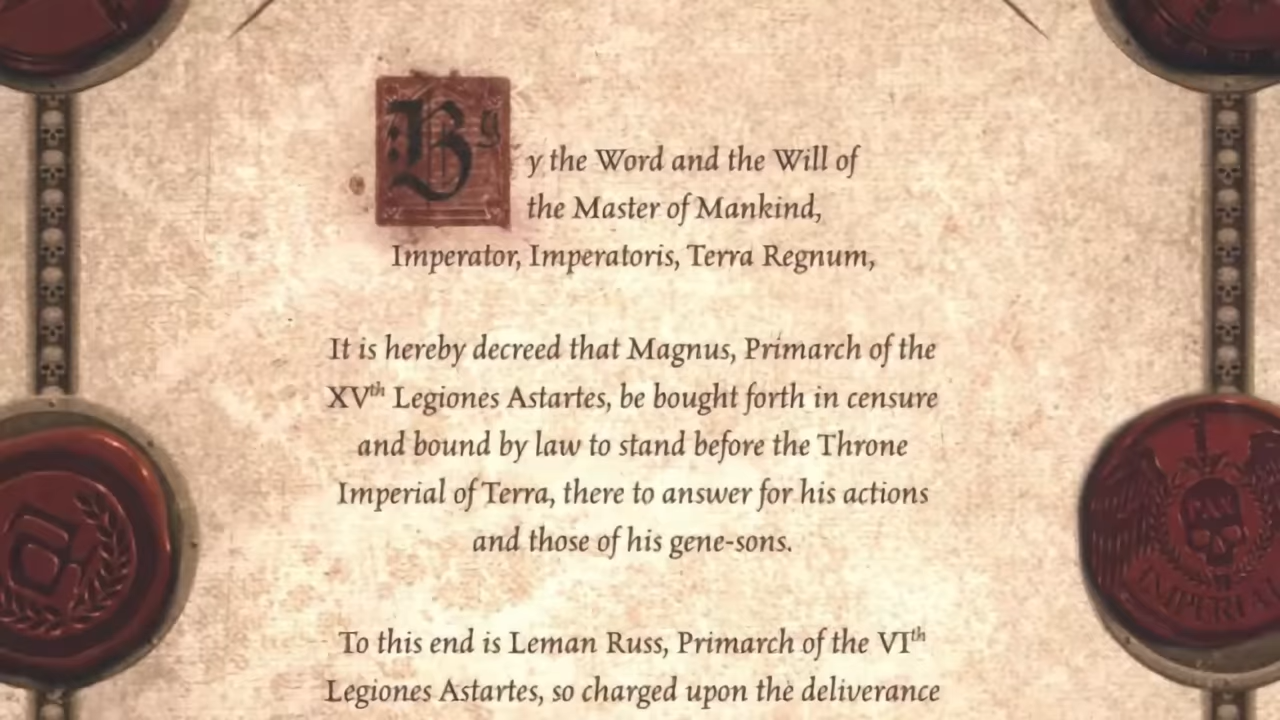 By
y the Word and the Will of
the Master of Mankind,
Imperator, Imperatoris, Terra Regnum,
It is hereby decreed that Magnus, Primarch of the
XVth Legiones Astartes, be bought forth in censure
and bound by law to stand before the Throne
Imperial of Terra, there to answer for his actions
and those of his gene-sons.
To this end is Leman Russ, Primarch of the VIth
Legiones Astartes, so charged upon the deliverance
IMPERIA